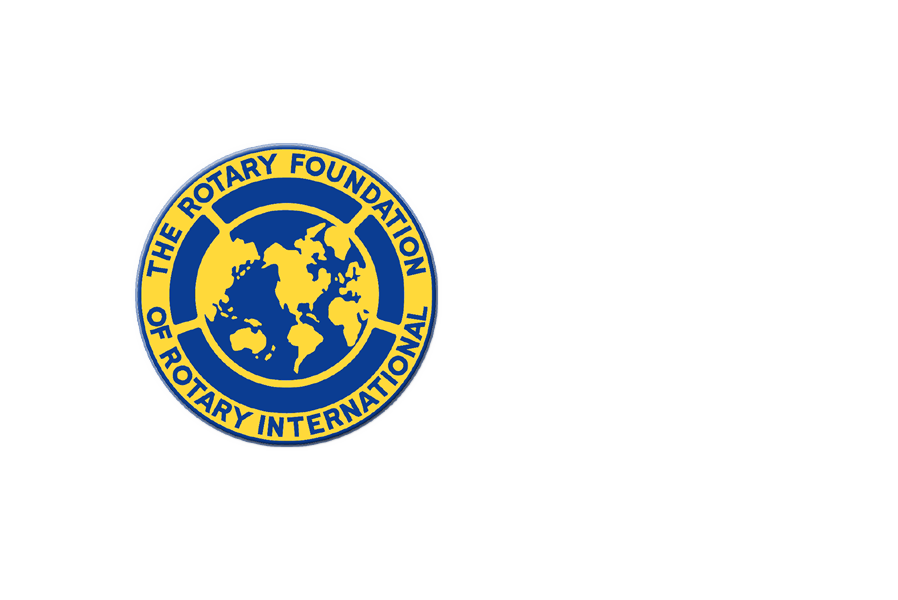 THE ROTARY FOUNDATION
OF ROTARY INTERNATIONAL